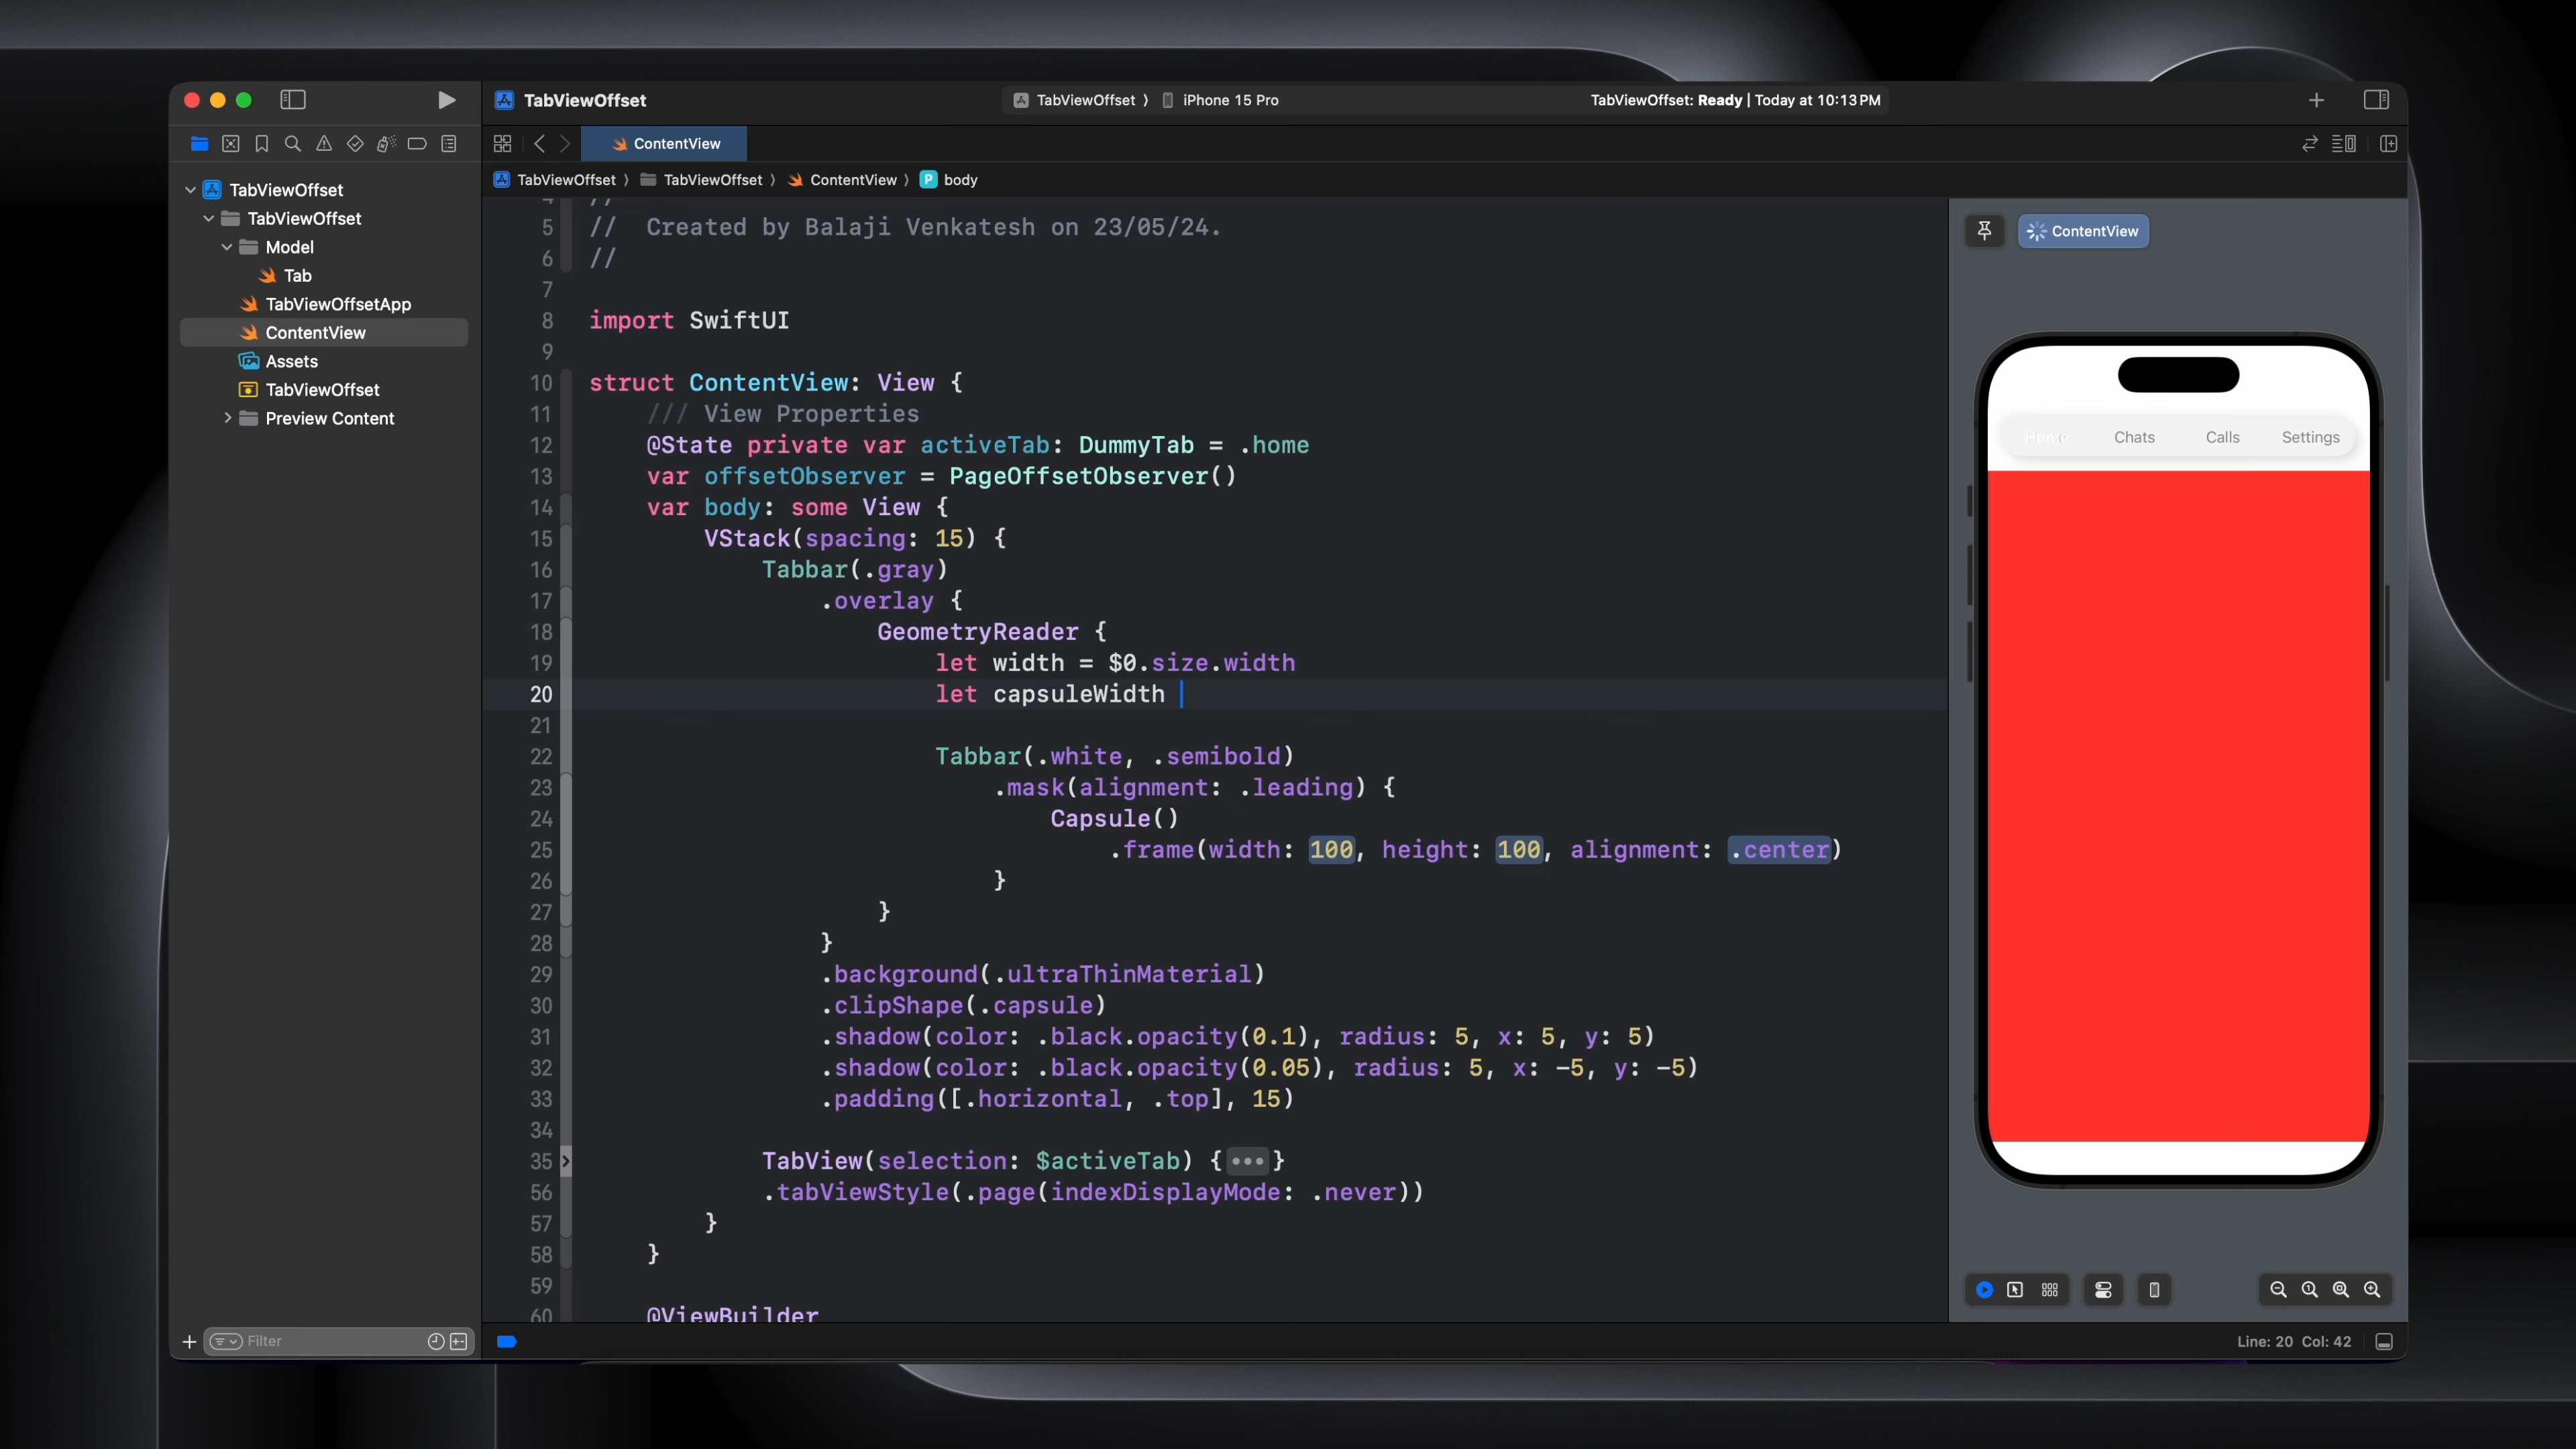 TabViewOffset
TabViewOffset ⟩ iPhone 15 Pro
TabViewOffset: Ready | Today at 10:13 PM
ContentView
TabViewOffset ⟩ TabViewOffset ⟩ ContentView ⟩ P body
TabViewOffset
TabViewOffset
Model
Tab
TabViewOffsetApp
ContentView
Assets
TabViewOffset
Preview Content
Filter
4 //
5 //  Created by Balaji Venkatesh on 23/05/24.
6 //
7
8 import SwiftUI
9
10 struct ContentView: View {
11 /// View Properties
12 @State private var activeTab: DummyTab = .home
13 var offsetObserver = PageOffsetObserver()
14 var body: some View {
15 VStack(spacing: 15) {
16 Tabbar(.gray)
17 .overlay {
18 GeometryReader {
19 let width = $0.size.width
20 let capsuleWidth
21
22 Tabbar(.white, .semibold)
23 .mask(alignment: .leading) {
24 Capsule()
25 .frame(width: 100, height: 100, alignment: .center)
26 }
27 }
28 }
29 .background(.ultraThinMaterial)
30 .clipShape(.capsule)
31 .shadow(color: .black.opacity(0.1), radius: 5, x: 5, y: 5)
32 .shadow(color: .black.opacity(0.05), radius: 5, x: -5, y: -5)
33 .padding([.horizontal, .top], 15)
34
35 TabView(selection: $activeTab) {•••}
56 .tabViewStyle(.page(indexDisplayMode: .never))
57 }
58 }
59
60 @ViewBuilder
ContentView
Home Chats Calls Settings
Line: 20 Col: 42